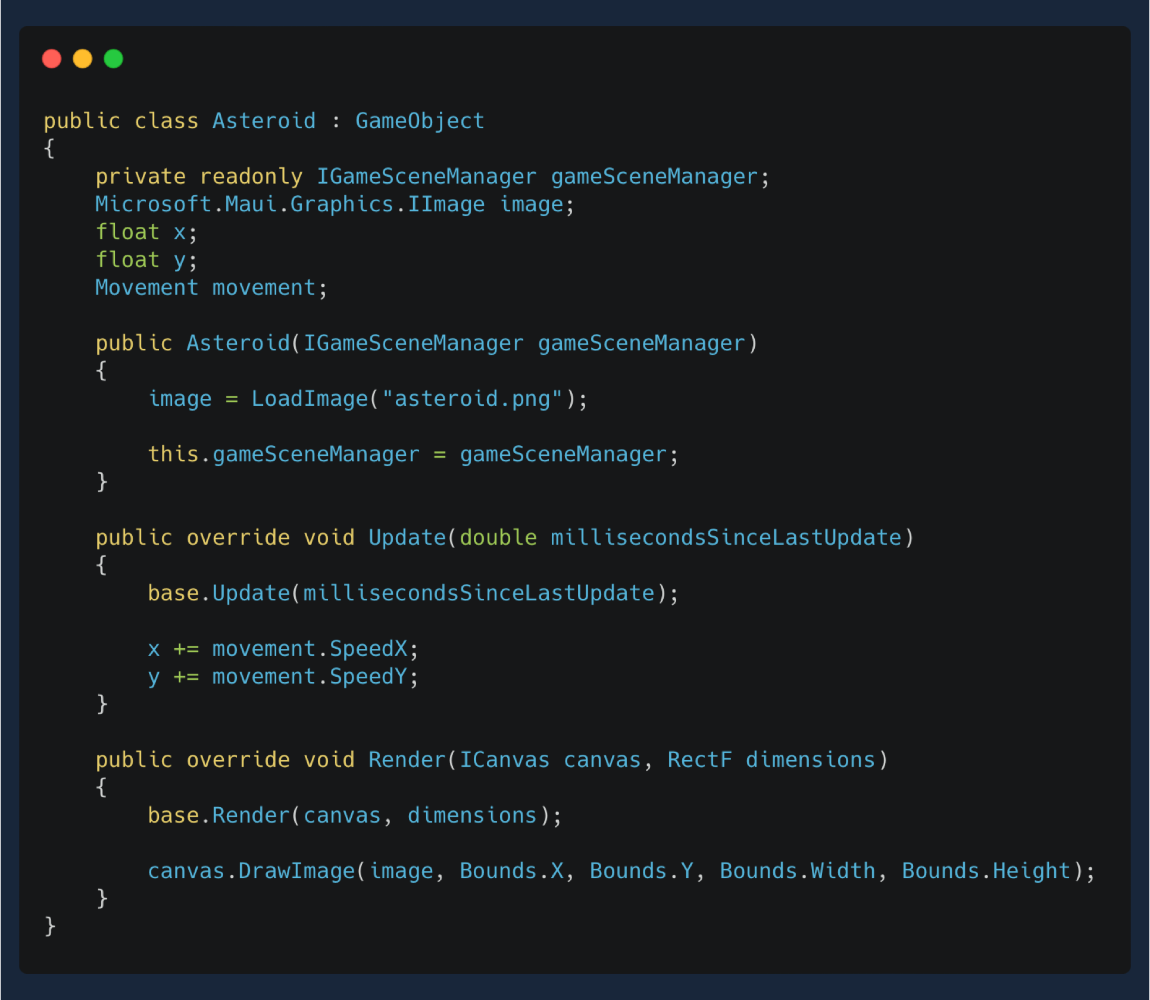 public class Asteroid : GameObject
{
    private readonly IGameSceneManager gameSceneManager;
    Microsoft.Maui.Graphics.IImage image;
    float x;
    float y;
    Movement movement;

    public Asteroid(IGameSceneManager gameSceneManager)
    {
        image = LoadImage("asteroid.png");

        this.gameSceneManager = gameSceneManager;
    }

    public override void Update(double millisecondsSinceLastUpdate)
    {
        base.Update(millisecondsSinceLastUpdate);

        x += movement.SpeedX;
        y += movement.SpeedY;
    }

    public override void Render(ICanvas canvas, RectF dimensions)
    {
        base.Render(canvas, dimensions);

        canvas.DrawImage(image, Bounds.X, Bounds.Y, Bounds.Width, Bounds.Height);
    }
}